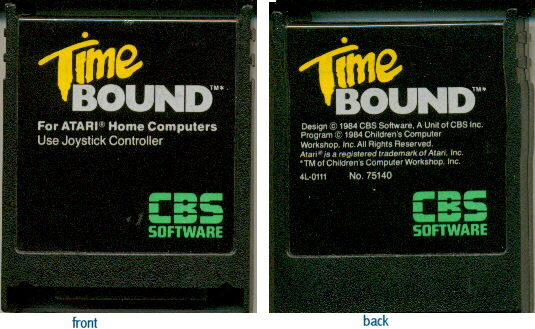 Time
BOUND™*
For ATARI® Home Computers
Use Joystick Controller
CBS
SOFTWARE
front
Time
BOUND™*
Design © 1984 CBS Software, A Unit of CBS Inc.
Program © 1984 Children's Computer
Workshop, Inc. All Rights Reserved.
Atari® is a registered trademark of Atari, Inc.
*TM of Children's Computer Workshop, Inc.
4L-0111 No. 75140
CBS
SOFTWARE
back